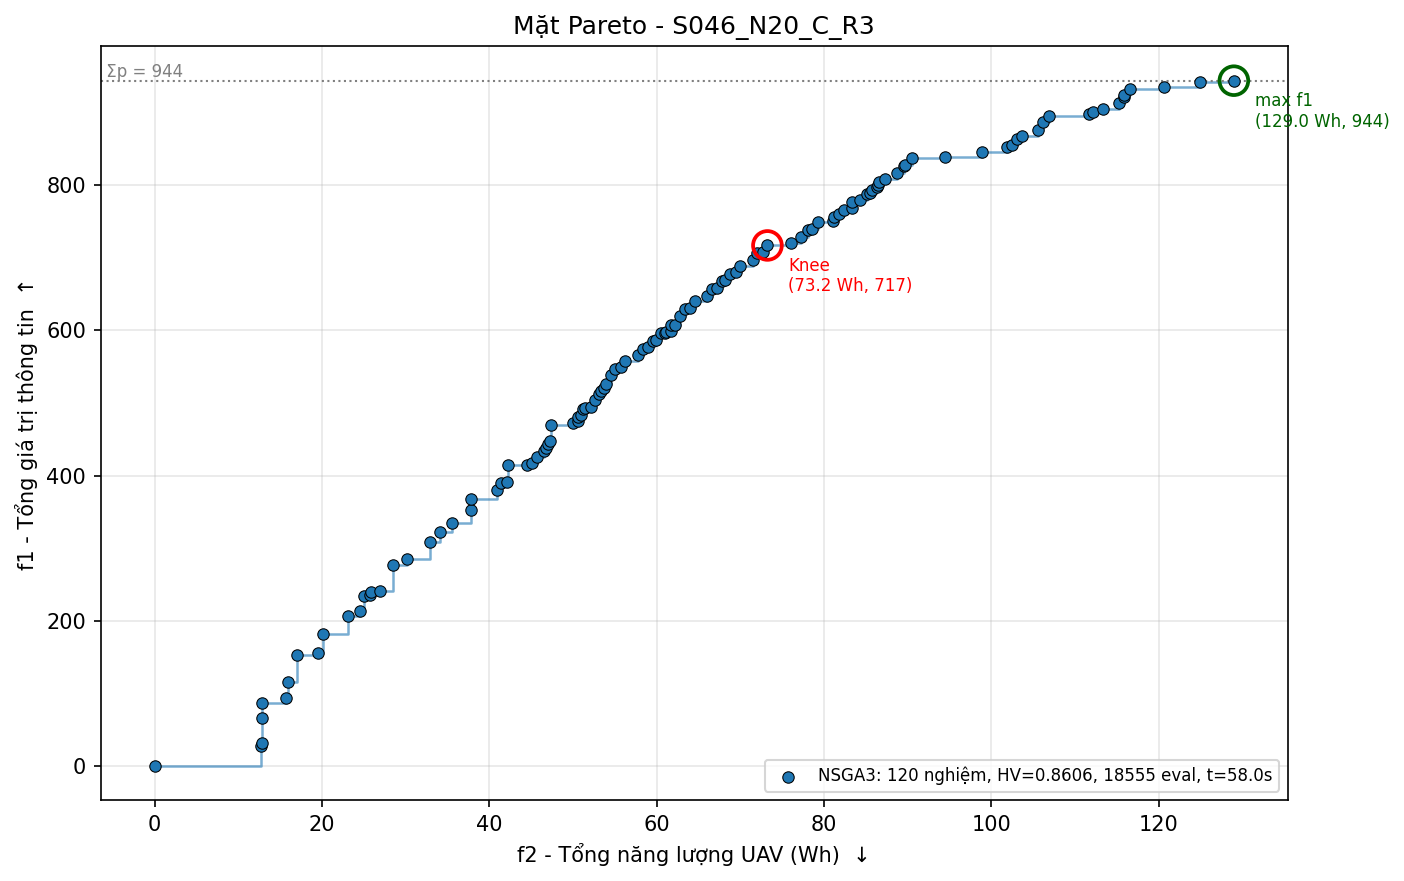 Mặt Pareto - S046_N20_C_R3
Σp = 944
max f1
(129.0 Wh, 944)
Knee
(73.2 Wh, 717)
f1 - Tổng giá trị thông tin ↑
800
600
400
200
0
NSGA3: 120 nghiệm, HV=0.8606, 18555 eval, t=58.0s
0 20 40 60 80 100 120
f2 - Tổng năng lượng UAV (Wh) ↓